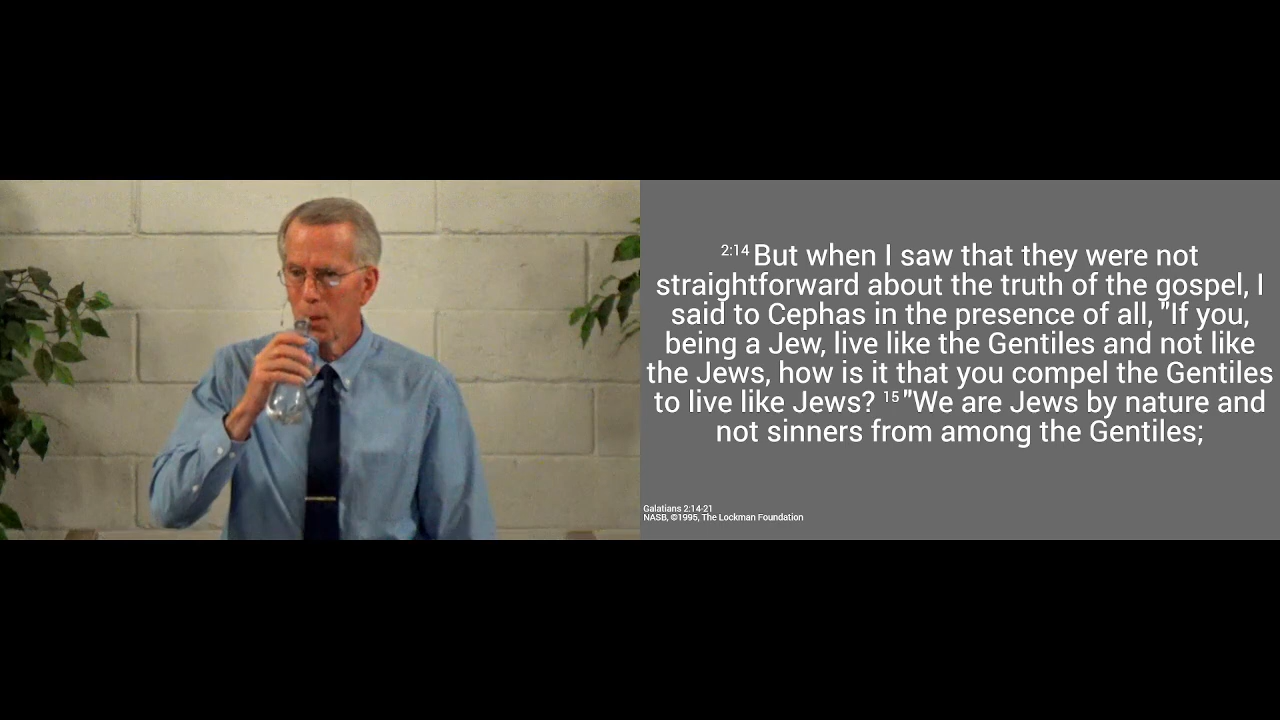 2:14 But when I saw that they were not
straightforward about the truth of the gospel, I
said to Cephas in the presence of all, "If you,
being a Jew, live like the Gentiles and not like
the Jews, how is it that you compel the Gentiles
to live like Jews? 15 "We are Jews by nature and
not sinners from among the Gentiles;
Galatians 2:14-21
NASB, ©1995, The Lockman Foundation